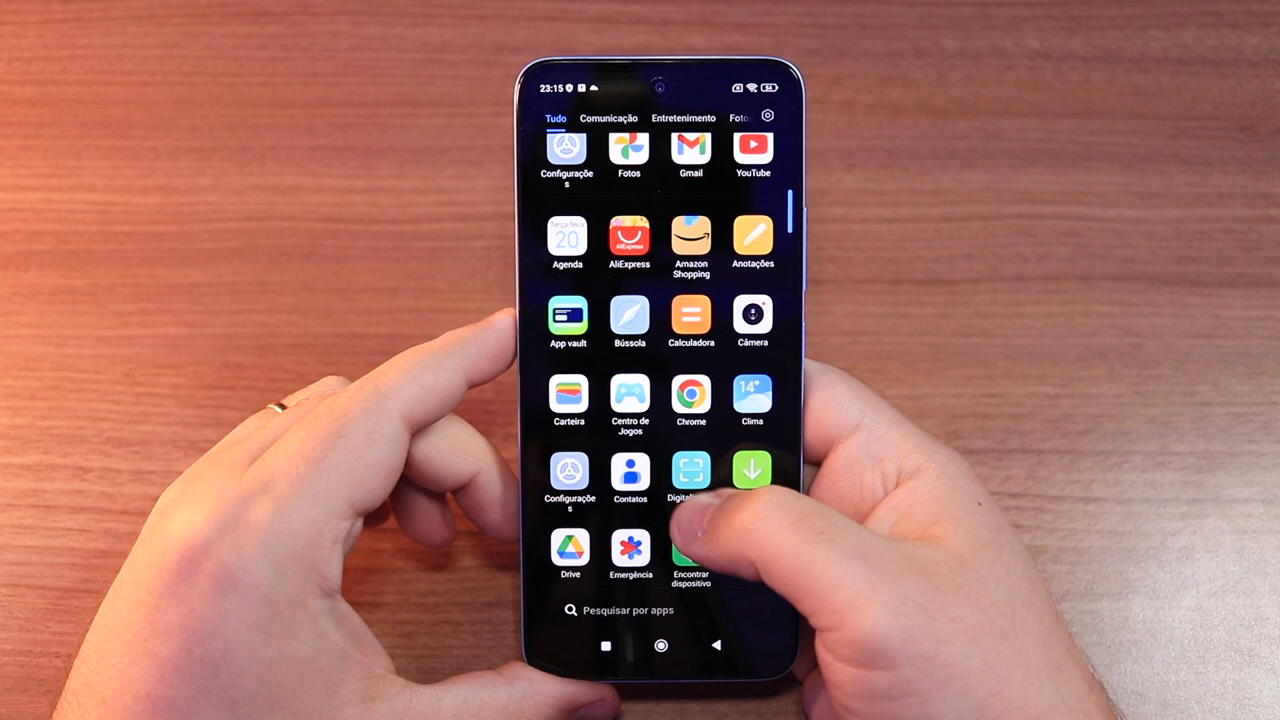 23:15
54
Tudo Comunicação Entretenimento Foto
Configuraçõe
s
Fotos
Gmail
YouTube
Terça-feira
20
AliExpress
Agenda
AliExpress
Amazon
Shopping
Anotações
App vault
Bússola
Calculadora
Câmera
14°
Carteira
Centro de
Jogos
Chrome
Clima
Configuraçõe
s
Contatos
Drive
Emergência
Encontrar
dispositivo
Pesquisar por apps